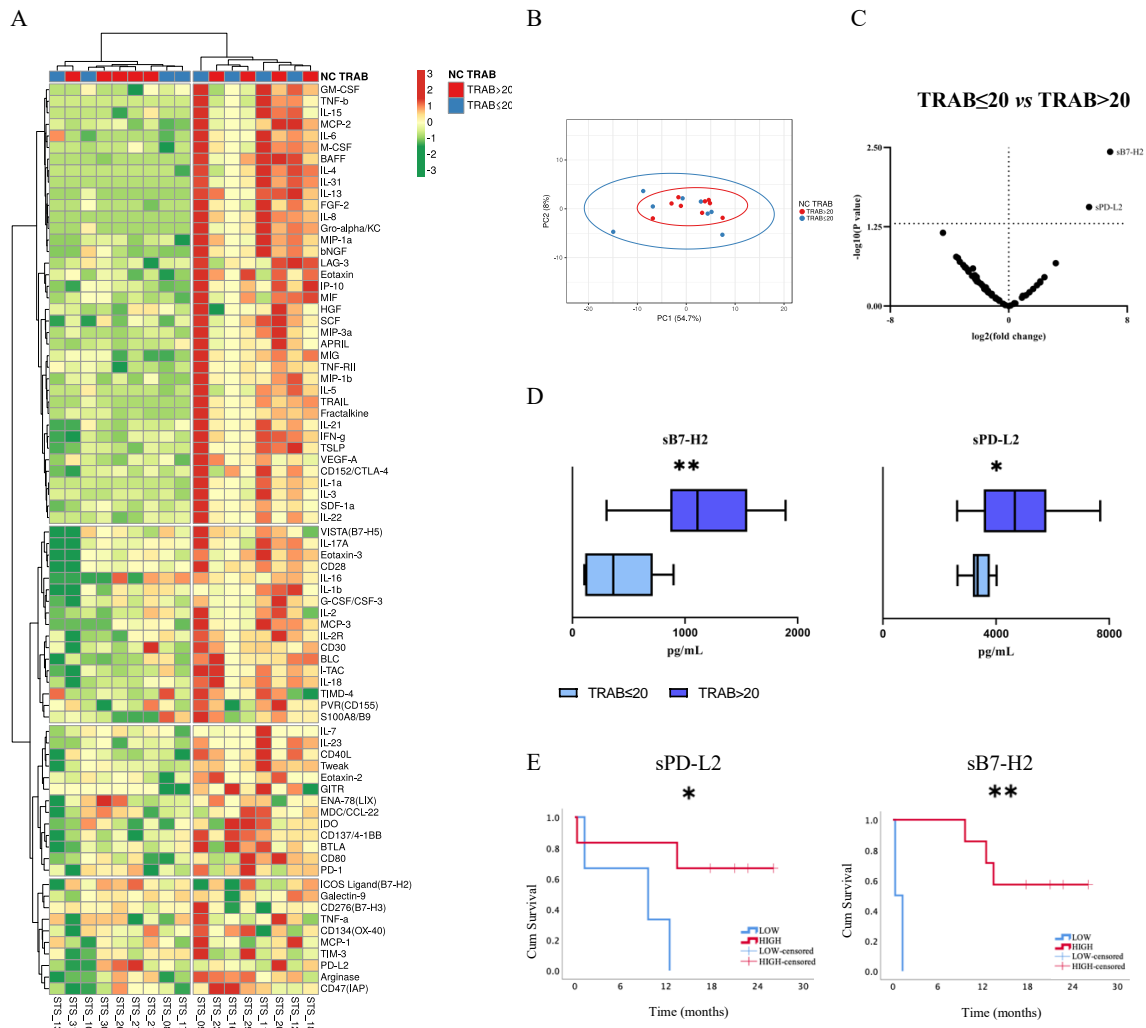 A
NC TRAB
GM-CSF
TNF-b
IL-15
MCP-2
IL-6
M-CSF
BAFF
IL-4
IL-31
IL-13
FGF-2
IL-8
Gro-alpha/KC
MIP-1a
bNGF
LAG-3
Eotaxin
IP-10
MIF
HGF
SCF
MIP-3a
APRIL
MIG
TNF-RII
MIP-1b
IL-5
TRAIL
Fractalkine
IL-21
IFN-g
TSLP
VEGF-A
CD152/CTLA-4
IL-1a
IL-3
SDF-1a
IL-22
VISTA(B7-H5)
IL-17A
Eotaxin-3
CD28
IL-16
IL-1b
G-CSF/CSF-3
IL-2
MCP-3
IL-2R
CD30
BLC
I-TAC
IL-18
TIMD-4
PVR(CD155)
S100A8/B9
IL-7
IL-23
CD40L
Tweak
Eotaxin-2
GITR
ENA-78(LIX)
MDC/CCL-22
IDO
CD137/4-1BB
BTLA
CD80
PD-1
ICOS Ligand(B7-H2)
Galectin-9
CD276(B7-H3)
TNF-a
CD134(OX-40)
MCP-1
TIM-3
PD-L2
Arginase
CD47(IAP)
3
2
1
0
-1
-2
-3
NC TRAB
TRAB>20
TRAB≤20
B
PC2 (8%)
10
0
-10
-20
-10
0
10
20
PC1 (54.7%)
NC TRAB
TRAB>20
TRAB≤20
C
TRAB≤20 vs TRAB>20
-log10(P value)
2.50
1.25
0.00
sB7-H2
sPD-L2
-8
0
8
log2(fold change)
D
sB7-H2
**
0
1000
2000
pg/mL
sPD-L2
*
0
4000
8000
pg/mL
TRAB≤20
TRAB>20
E
sPD-L2
*
Cum Survival
1.0
0.8
0.6
0.4
0.2
0.0
LOW
HIGH
LOW-censored
HIGH-censored
0
6
12
18
24
30
Time (months)
sB7-H2
**
Cum Survival
1.0
0.8
0.6
0.4
0.2
0.0
LOW
HIGH
LOW-censored
HIGH-censored
0
6
12
18
24
30
Time (months)